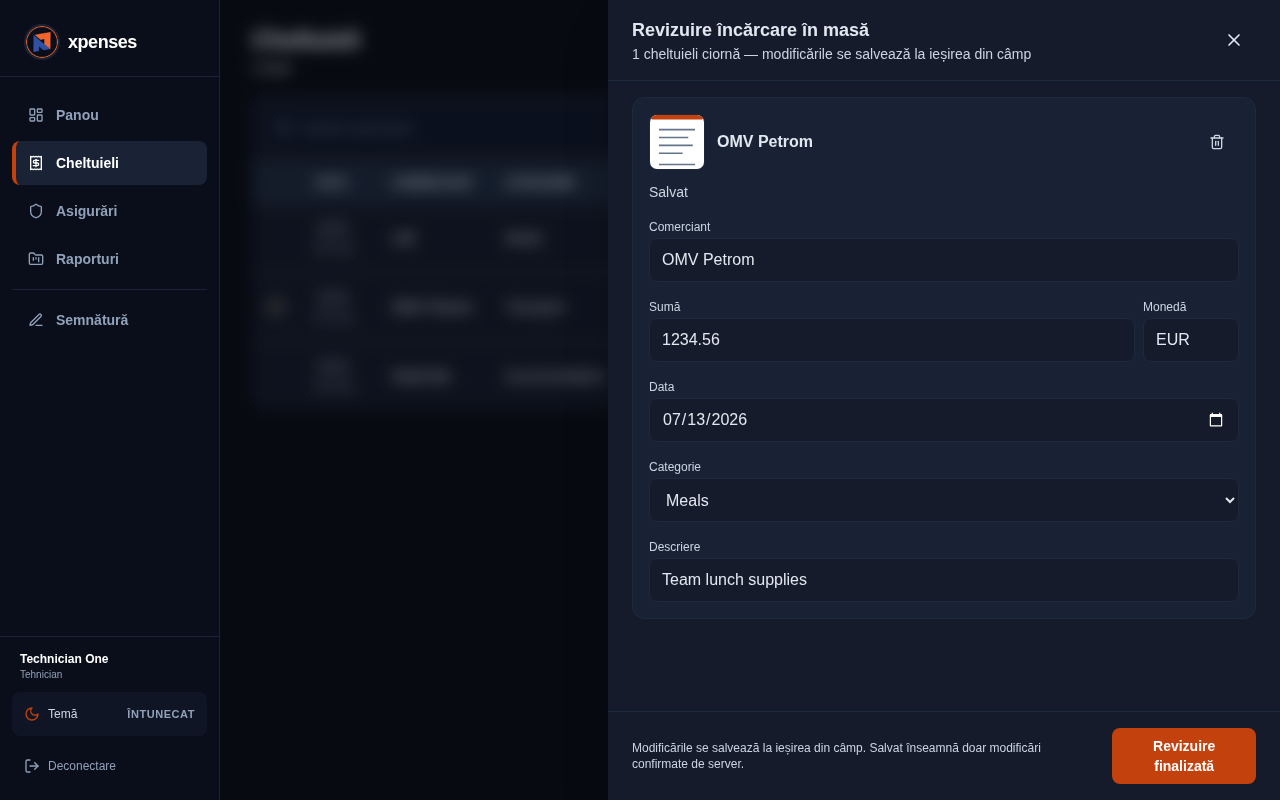 xpenses
Panou
Cheltuieli
Asigurări
Raporturi
Semnătură
Technician One
Tehnician
Temă
ÎNTUNECAT
Deconectare
Revizuire încărcare în masă
1 cheltuieli ciornă — modificările se salvează la ieșirea din câmp
OMV Petrom
Salvat
Comerciant
OMV Petrom
Sumă
Monedă
1234.56
EUR
Data
07/13/2026
Categorie
Meals
Descriere
Team lunch supplies
Modificările se salvează la ieșirea din câmp. Salvat înseamnă doar modificări
confirmate de server.
Revizuire
finalizată